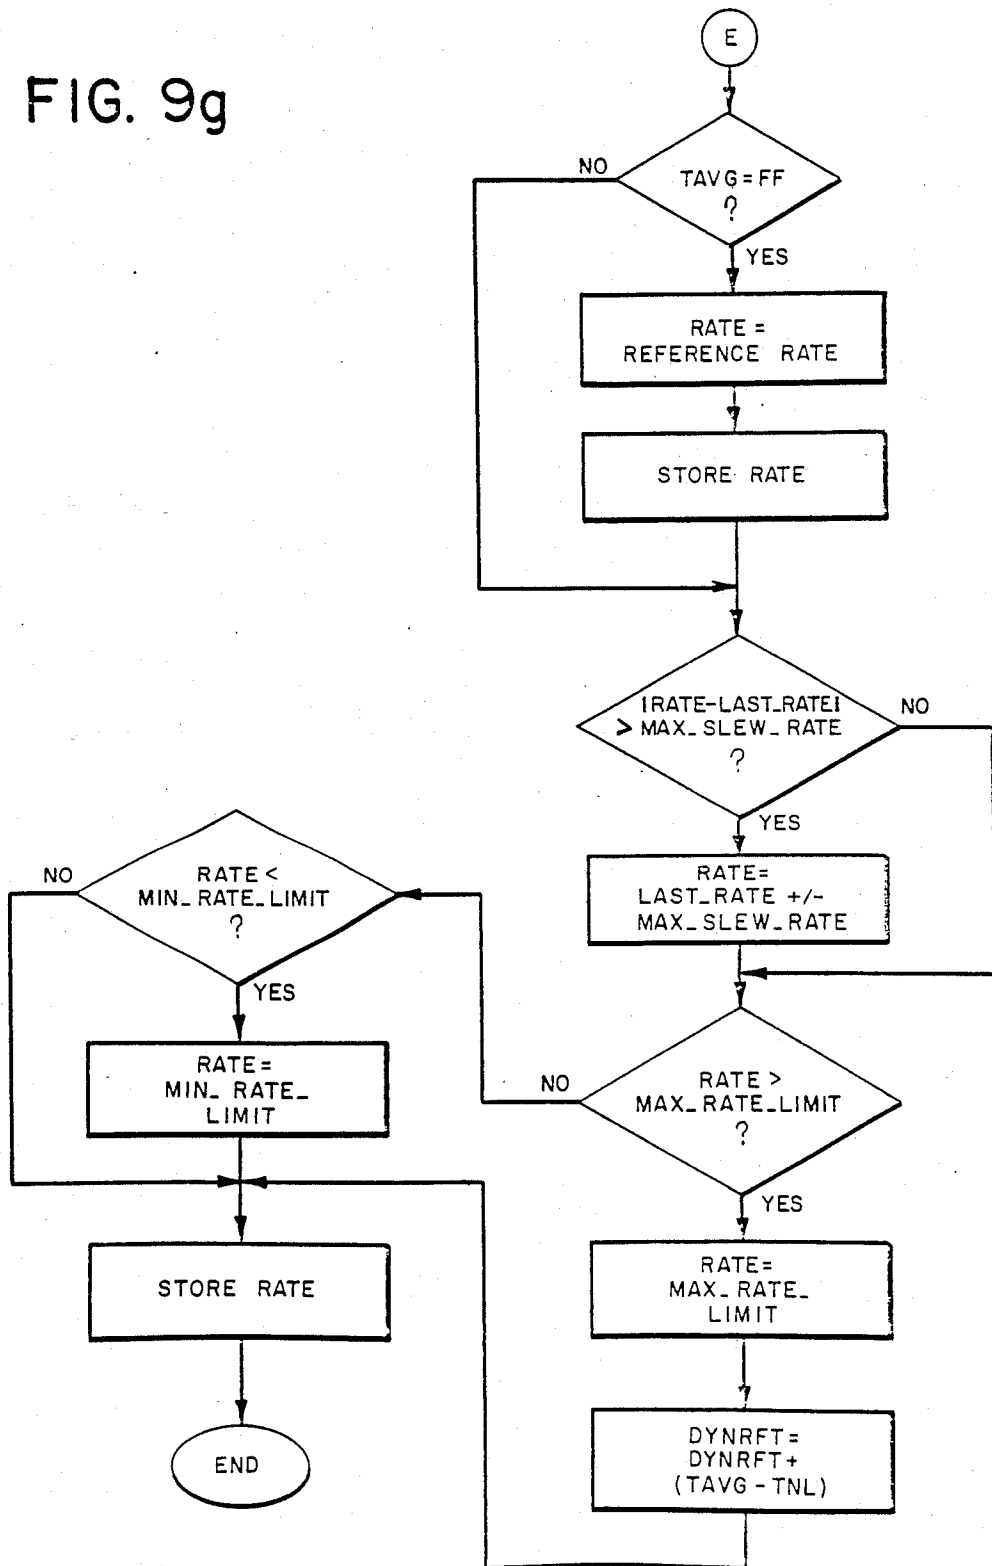 FIG. 9g
E
TAVG=FF
?
NO
YES
RATE =
REFERENCE RATE
STORE RATE
|RATE-LAST_RATE|
> MAX_SLEW_RATE
?
NO
YES
RATE=
LAST_RATE +/-
MAX_SLEW_RATE
RATE >
MAX_RATE_LIMIT
?
NO
YES
RATE=
MAX_RATE_
LIMIT
DYNRFT=
DYNRFT+
(TAVG-TNL)
RATE <
MIN_RATE_LIMIT
?
NO
YES
RATE=
MIN_RATE_
LIMIT
STORE RATE
END